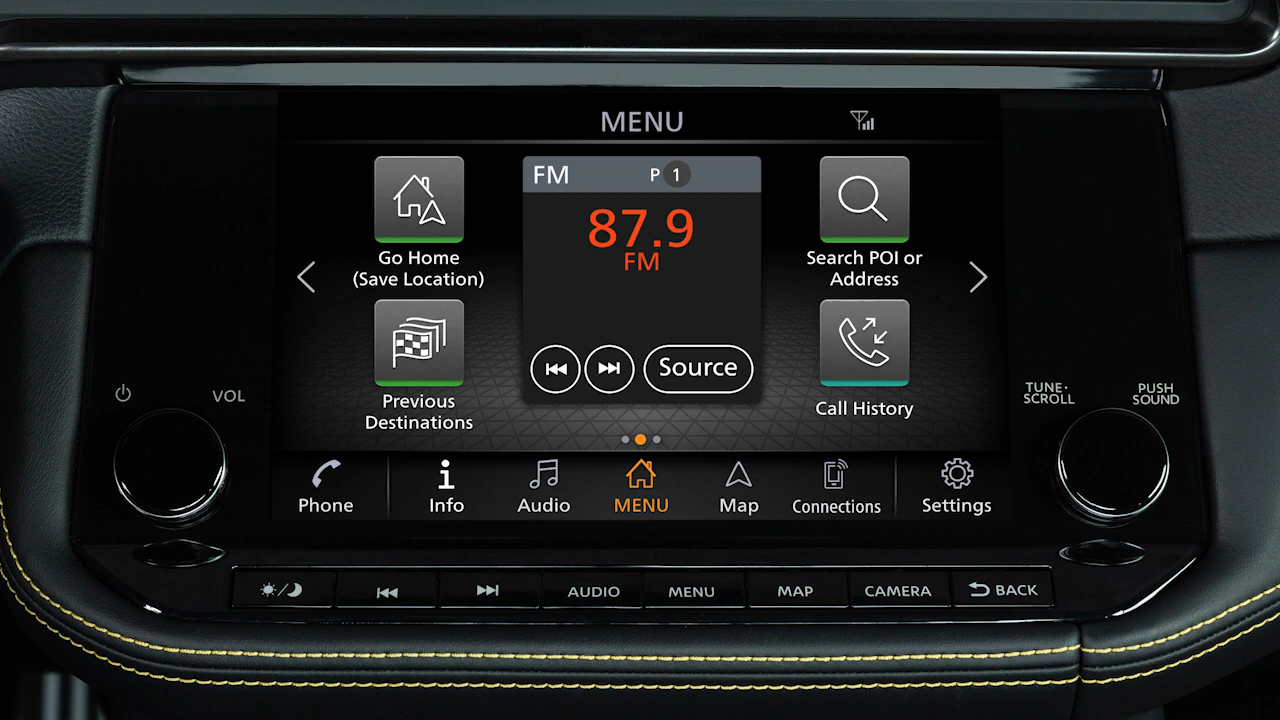 MENU
FM P 1
87.9
FM
Go Home
(Save Location)
Search POI or
Address
Source
Previous
Destinations
Call History
VOL
TUNE·
SCROLL
PUSH
SOUND
Phone
Info
Audio
MENU
Map
Connections
Settings
AUDIO
MENU
MAP
CAMERA
BACK